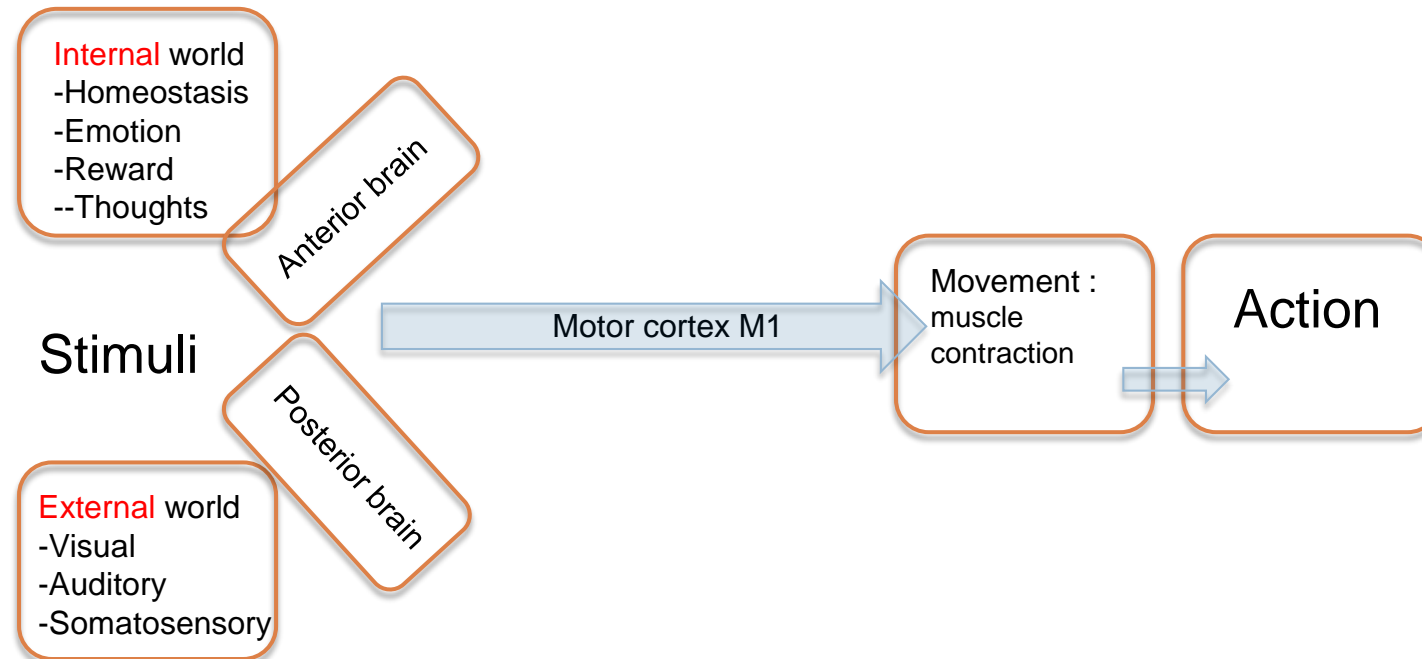 Internal world
-Homeostasis
-Emotion
-Reward
--Thoughts
Anterior brain
Stimuli
Posterior brain
External world
-Visual
-Auditory
-Somatosensory
Motor cortex M1
Movement :
muscle
contraction
Action